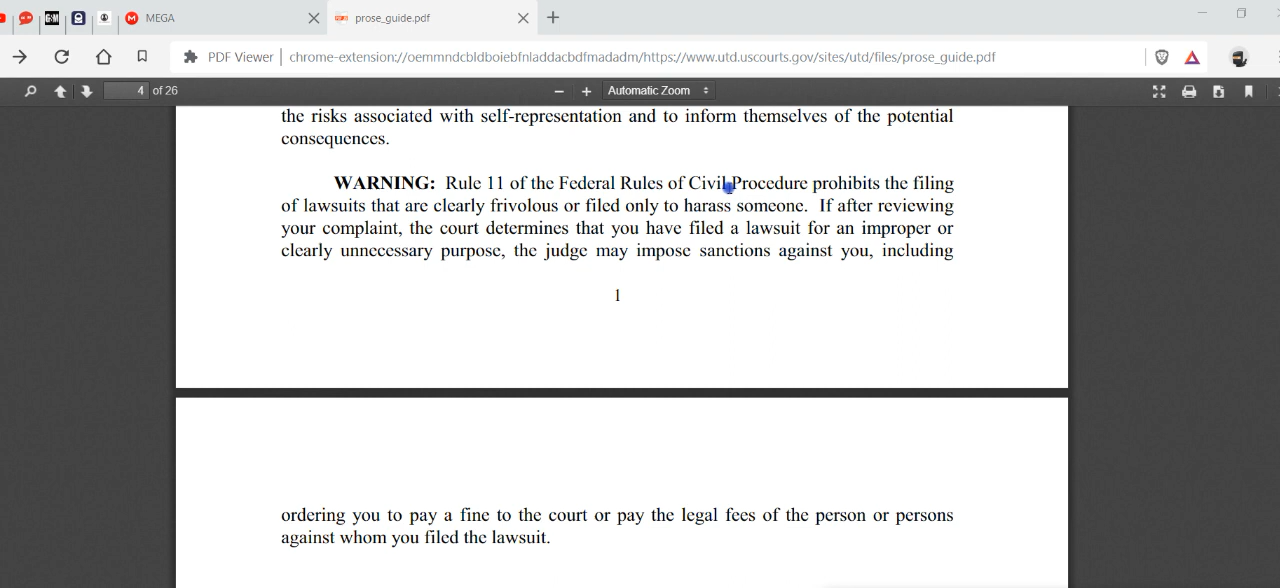 MEGA
prose_guide.pdf
PDF Viewer
chrome-extension://oemmndcbldboiebfnladdacbdfmadadm/https://www.utd.uscourts.gov/sites/utd/files/prose_guide.pdf
4 of 26
Automatic Zoom
the risks associated with self-representation and to inform themselves of the potential
consequences.
WARNING: Rule 11 of the Federal Rules of Civil Procedure prohibits the filing
of lawsuits that are clearly frivolous or filed only to harass someone. If after reviewing
your complaint, the court determines that you have filed a lawsuit for an improper or
clearly unnecessary purpose, the judge may impose sanctions against you, including
1
ordering you to pay a fine to the court or pay the legal fees of the person or persons
against whom you filed the lawsuit.